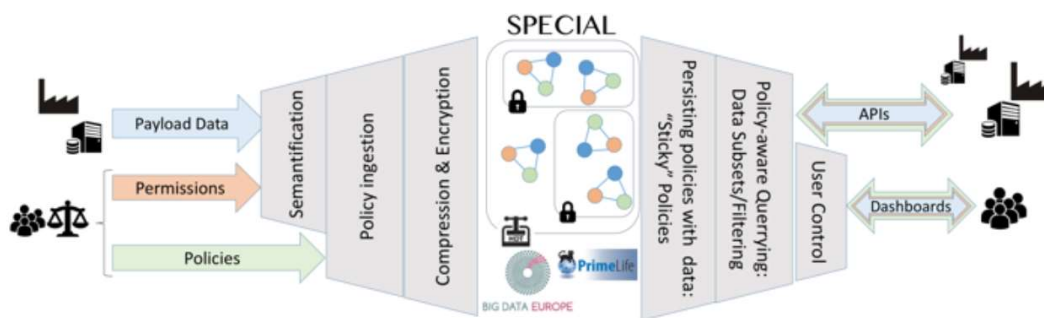 SPECIAL
Payload Data
Permissions
Policies
Semantification
Policy ingestion
Compression & Encryption
HDT
BIG DATA EUROPE
PrimeLife
Persisting policies with data:
“Sticky” Policies
Policy-aware Querrying:
Data Subsets/Filtering
User Control
APIs
Dashboards